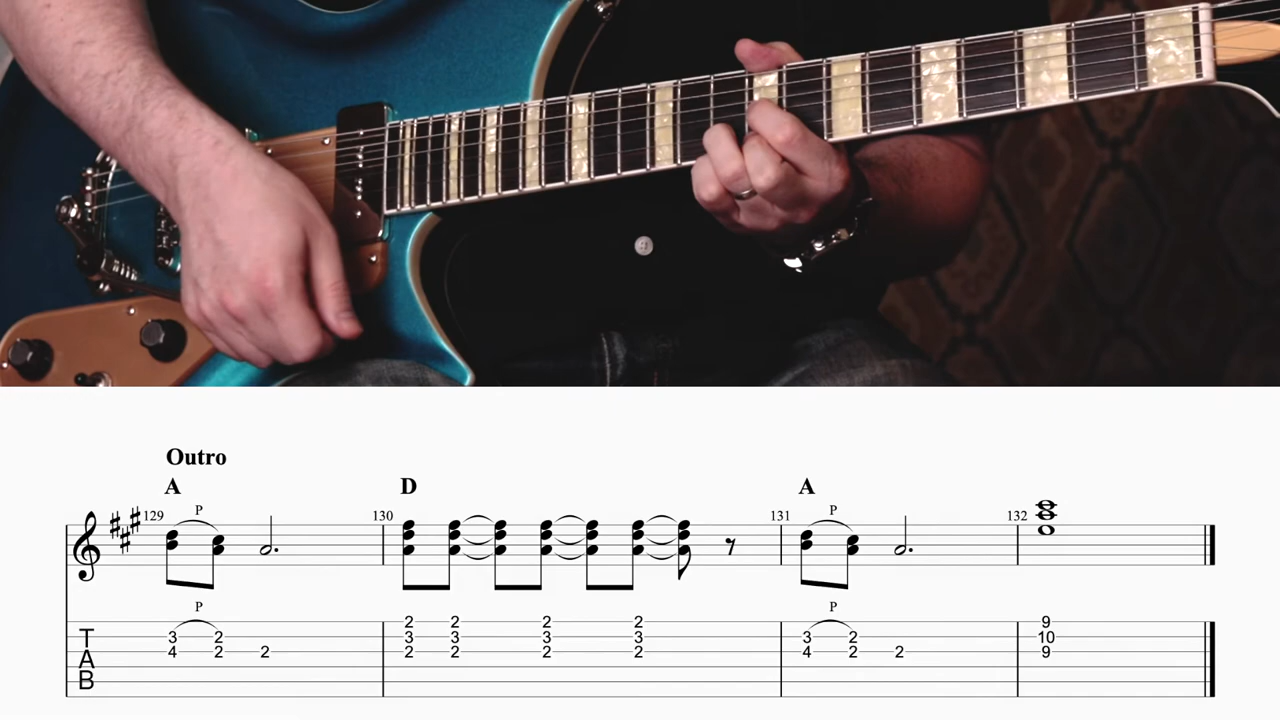 Outro
A D A
129 P 130 131 P 132
P P
2 2 2 2 9
T 3 2 3 3 3 3 3 2 10
A 4 2 2 2 2 2 2 4 2 2 9
B